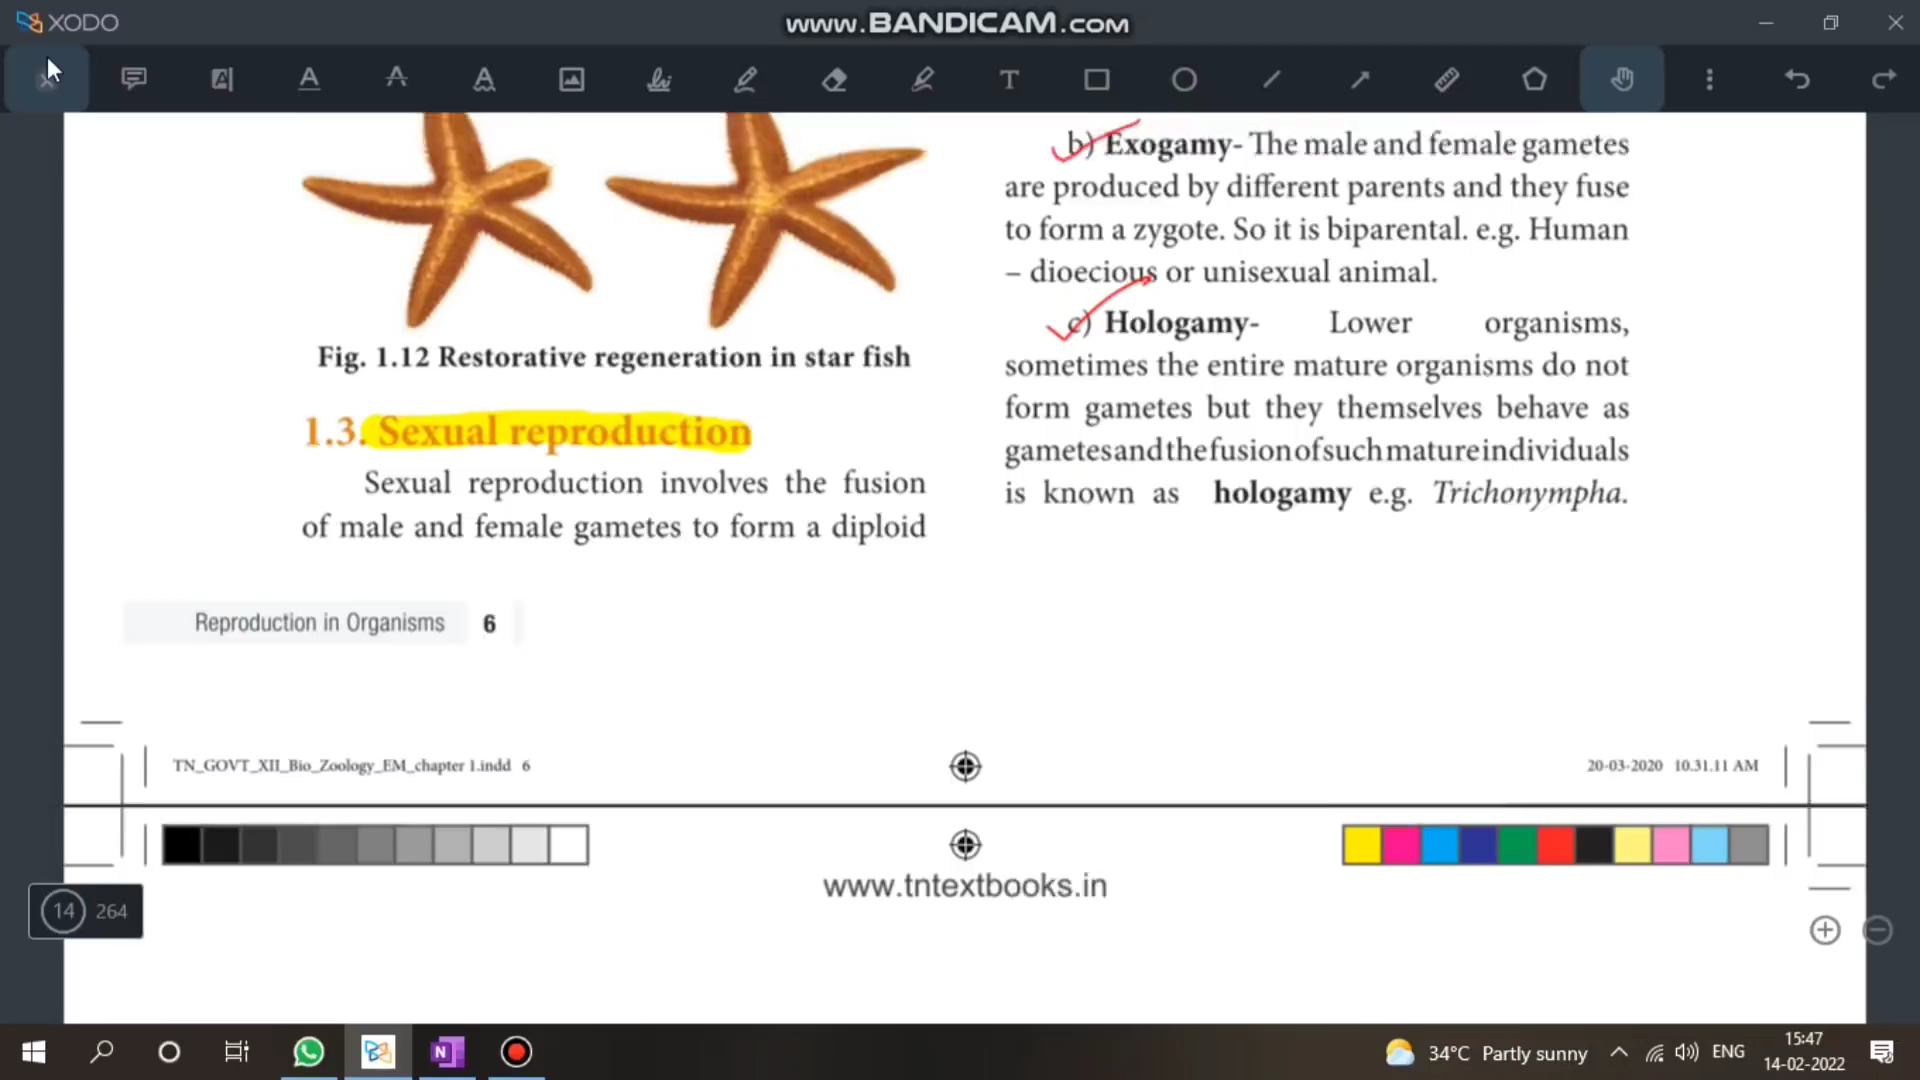 XODO
www.BANDICAM.com
Fig. 1.12 Restorative regeneration in star fish
1.3. Sexual reproduction
Sexual reproduction involves the fusion
of male and female gametes to form a diploid
b) Exogamy- The male and female gametes
are produced by different parents and they fuse
to form a zygote. So it is biparental. e.g. Human
– dioecious or unisexual animal.
c) Hologamy- Lower organisms,
sometimes the entire mature organisms do not
form gametes but they themselves behave as
gametes and the fusion of such mature individuals
is known as hologamy e.g. Trichonympha.
Reproduction in Organisms 6
TN_GOVT_XII_Bio_Zoology_EM_chapter 1.indd 6
20-03-2020 10.31.11 AM
www.tntextbooks.in
14 264
34°C Partly sunny
ENG
15:47
14-02-2022